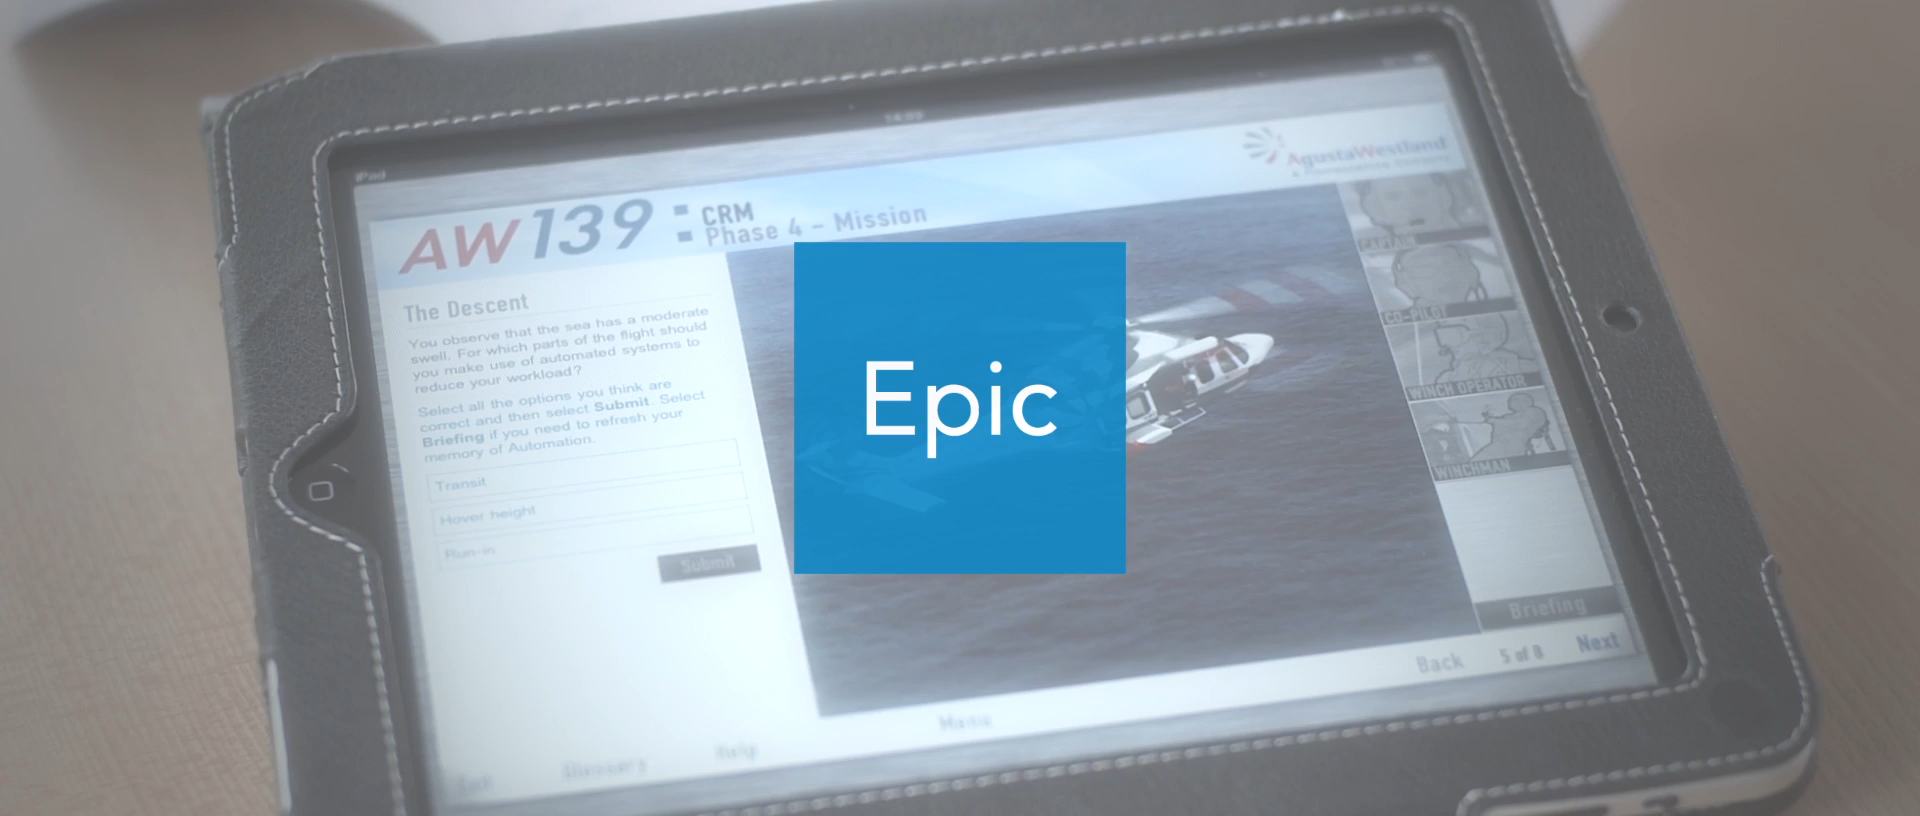 iPad
14:09
AgustaWestland
AW139 : CRM
Phase 4 - Mission
The Descent
You observe that the sea has a moderate
swell. For which parts of the flight should
you make use of automated systems to
reduce your workload?
Select all the options you think are
correct and then select Submit. Select
Briefing if you need to refresh your
memory of Automation.
Transit
Hover height
Run-in
Submit
Epic
CAPTAIN
CO-PILOT
WINCH OPERATOR
WINCHMAN
Briefing
Back 5 of 8 Next
Glossary Help